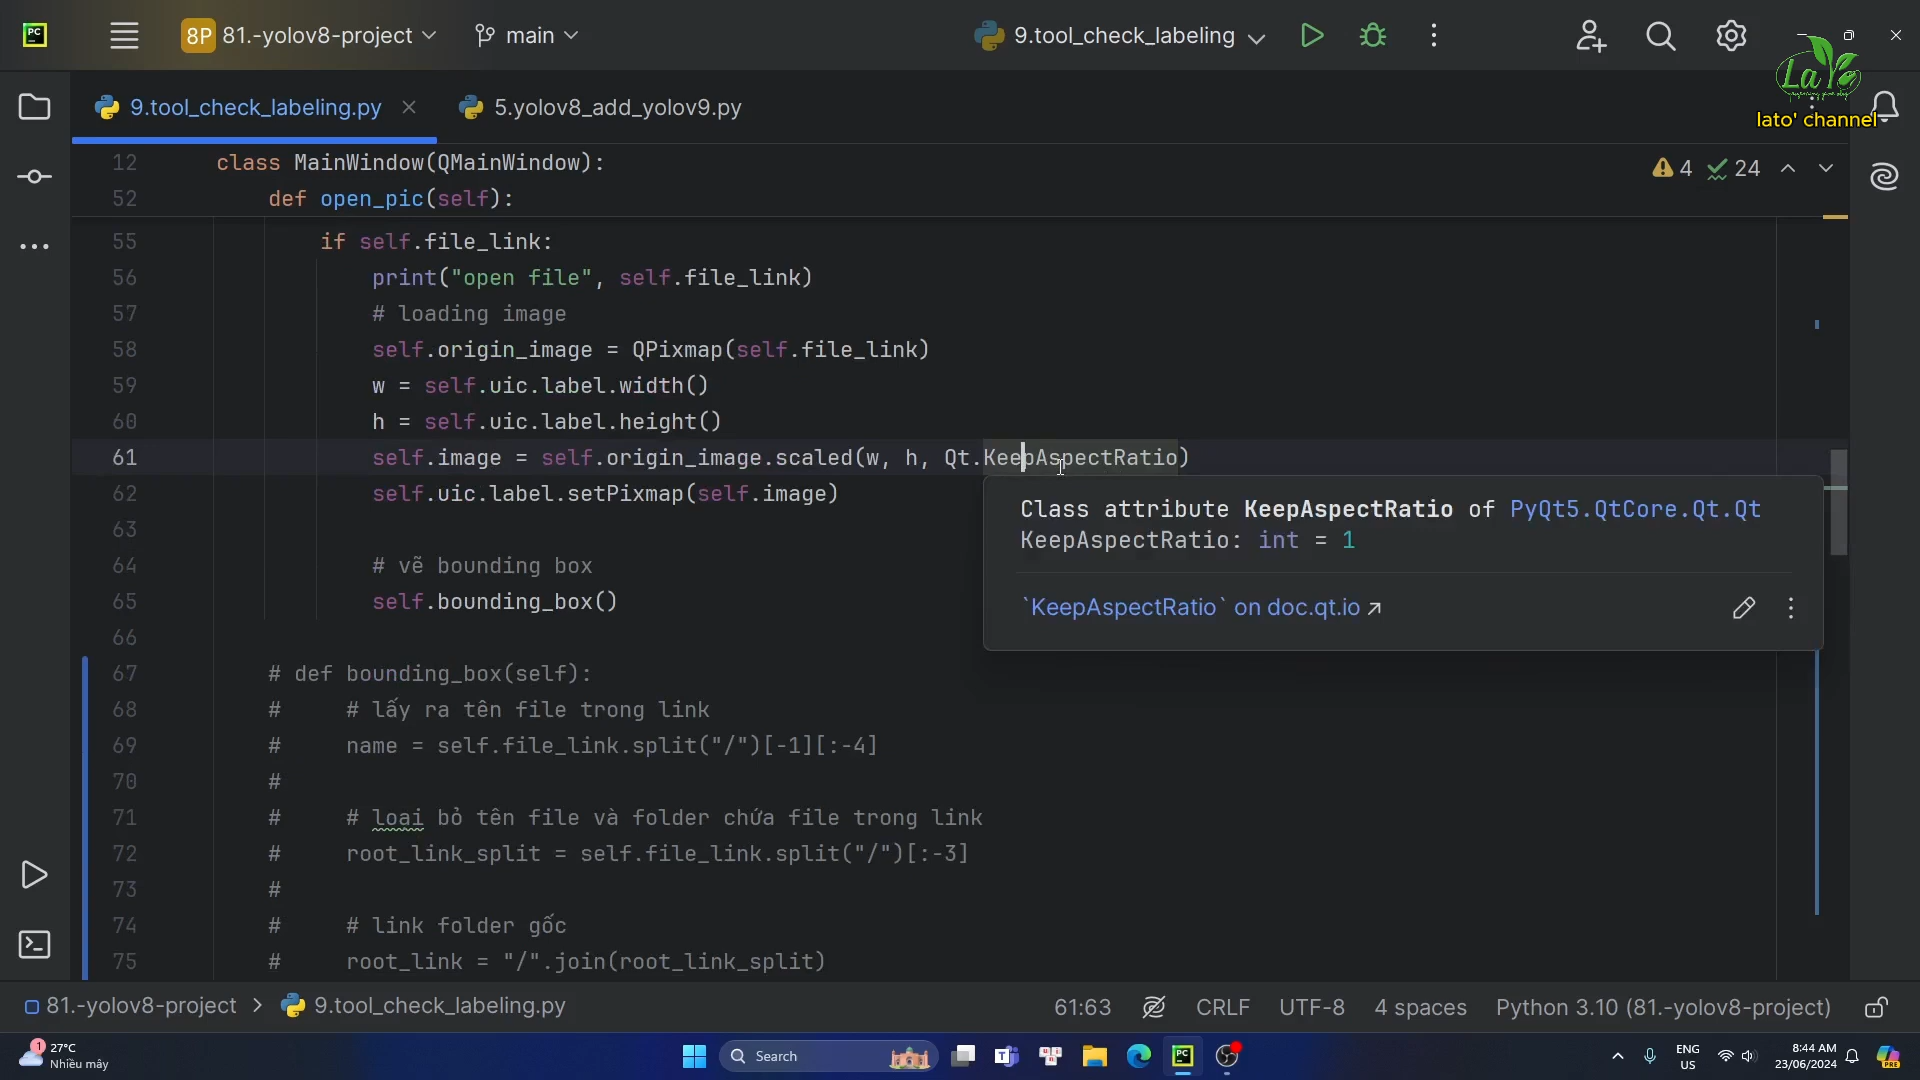 PC
8P 81.-yolov8-project
main
9.tool_check_labeling
LaTo
lato' channel
9.tool_check_labeling.py
5.yolov8_add_yolov9.py
12 class MainWindow(QMainWindow):
4 24
52 def open_pic(self):
55 if self.file_link:
56 print("open file", self.file_link)
57 # loading image
58 self.origin_image = QPixmap(self.file_link)
59 w = self.uic.label.width()
60 h = self.uic.label.height()
61 self.image = self.origin_image.scaled(w, h, Qt.KeepAspectRatio)
62 self.uic.label.setPixmap(self.image)
Class attribute KeepAspectRatio of PyQt5.QtCore.Qt.Qt
KeepAspectRatio: int = 1
`KeepAspectRatio` on doc.qt.io ↗
63
64 # vẽ bounding box
65 self.bounding_box()
66
67 # def bounding_box(self):
68 # # lấy ra tên file trong link
69 # name = self.file_link.split("/")[-1][:-4]
70 #
71 # # loai bỏ tên file và folder chứa file trong link
72 # root_link_split = self.file_link.split("/")[:-3]
73 #
74 # # link folder gốc
75 # root_link = "/".join(root_link_split)
81.-yolov8-project > 9.tool_check_labeling.py
61:63 CRLF UTF-8 4 spaces Python 3.10 (81.-yolov8-project)
1
27°C
Nhiều mây
Search
PC
ENG
US
8:44 AM
23/06/2024
PRE